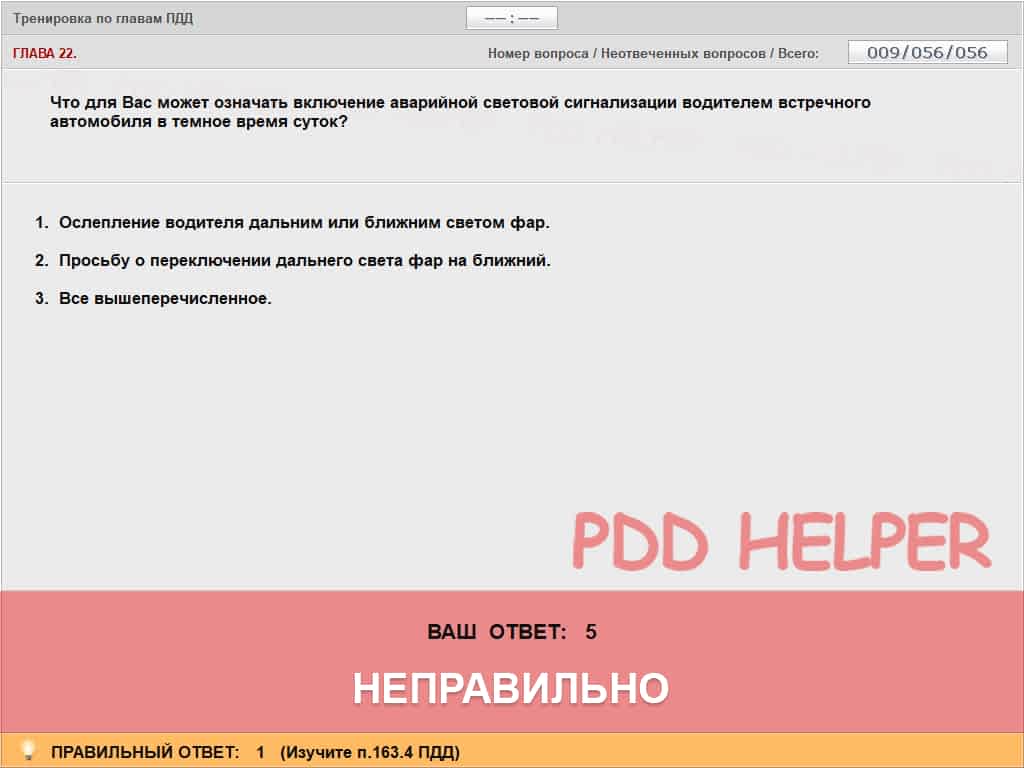 Тренировка по главам ПДД
—— : ——
ГЛАВА 22.
Номер вопроса / Неотвеченных вопросов / Всего:
009/056/056
Что для Вас может означать включение аварийной световой сигнализации водителем встречного
автомобиля в темное время суток?
1. Ослепление водителя дальним или ближним светом фар.
2. Просьбу о переключении дальнего света фар на ближний.
3. Все вышеперечисленное.
PDD HELPER
ВАШ ОТВЕТ: 5
НЕПРАВИЛЬНО
ПРАВИЛЬНЫЙ ОТВЕТ: 1 (Изучите п.163.4 ПДД)